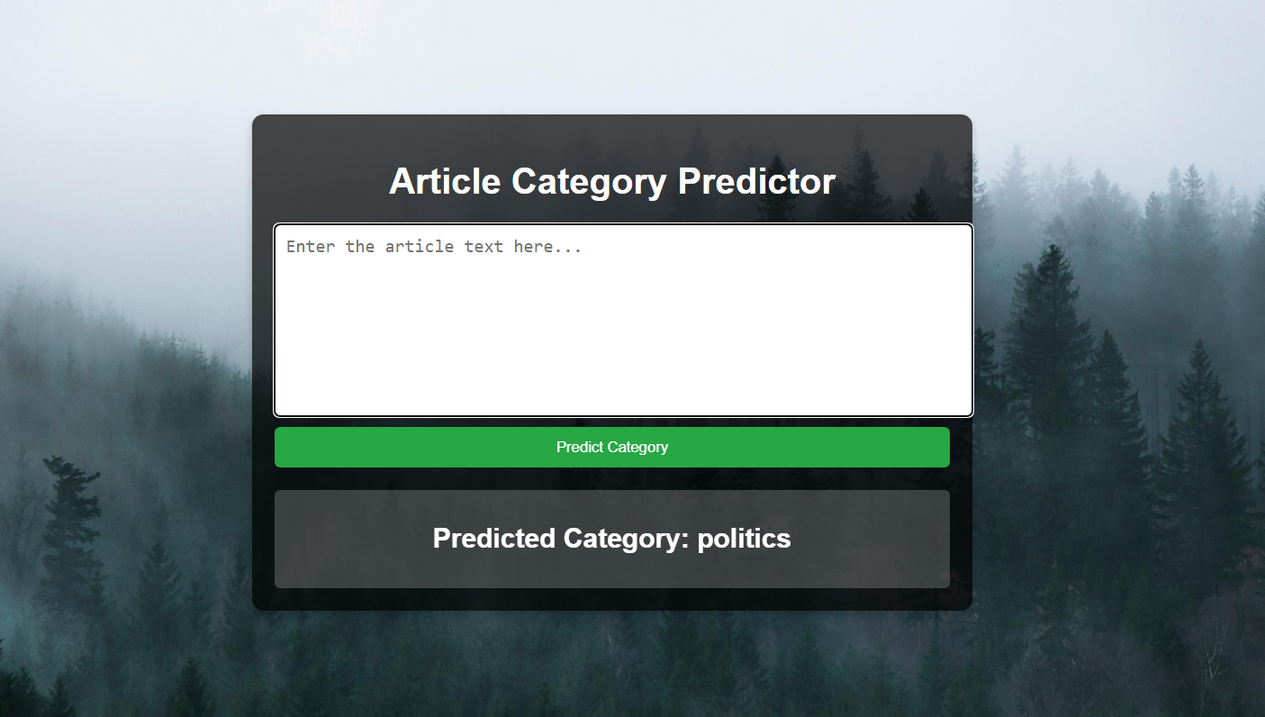 Article Category Predictor
Enter the article text here...
Predict Category
Predicted Category: politics